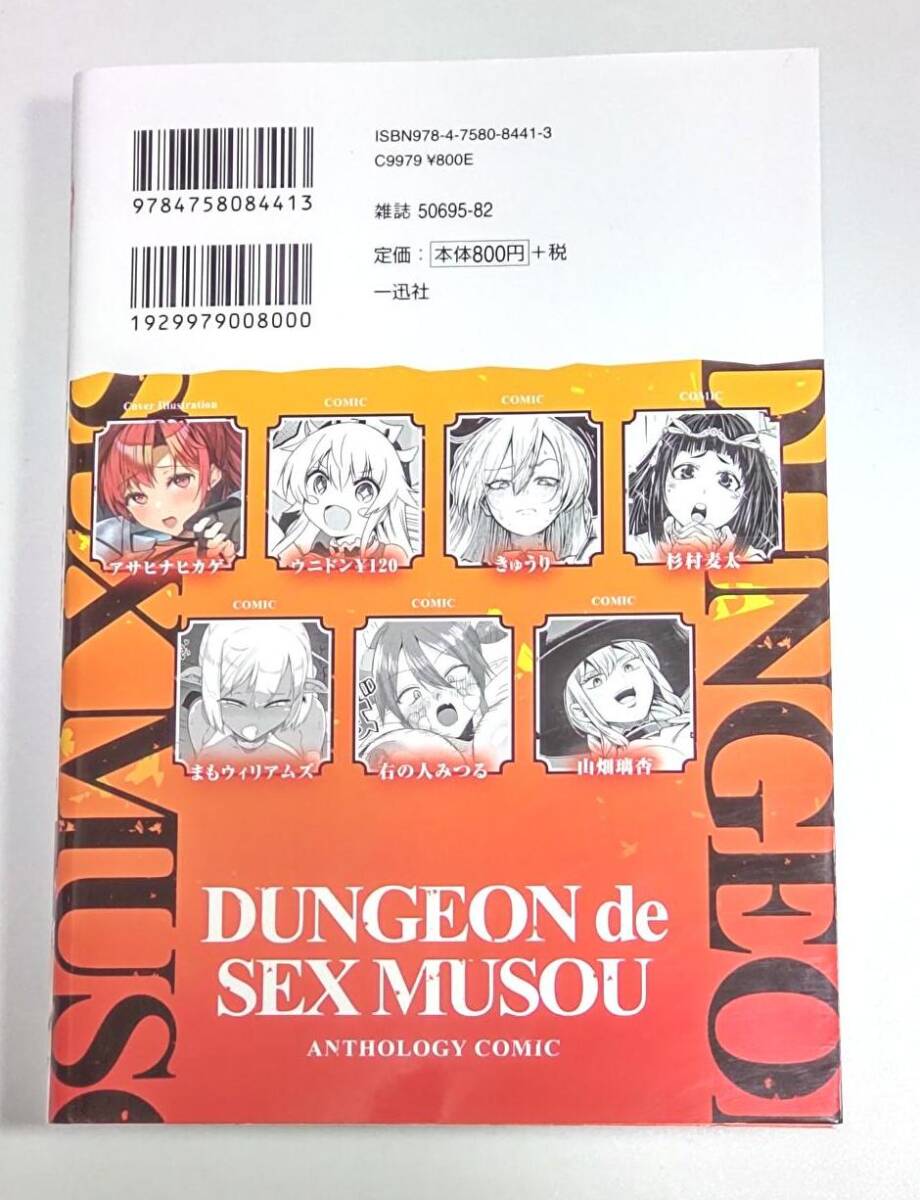 ISBN978-4-7580-8441-3
C9979 ¥800E
9784758084413
雑誌 50695-82
定価：本体800円+税
一迅社
1929979008000
Cover Illustration
COMIC
COMIC
COMIC
アサヒナヒカゲ
ウニドン¥120
きゅうり
杉村麦太
COMIC
COMIC
COMIC
まもウィリアムズ
右の人みつる
山畑璃杏
DUNGEON de
SEX MUSOU
ANTHOLOGY COMIC
SEX MUSO
DUNGEON